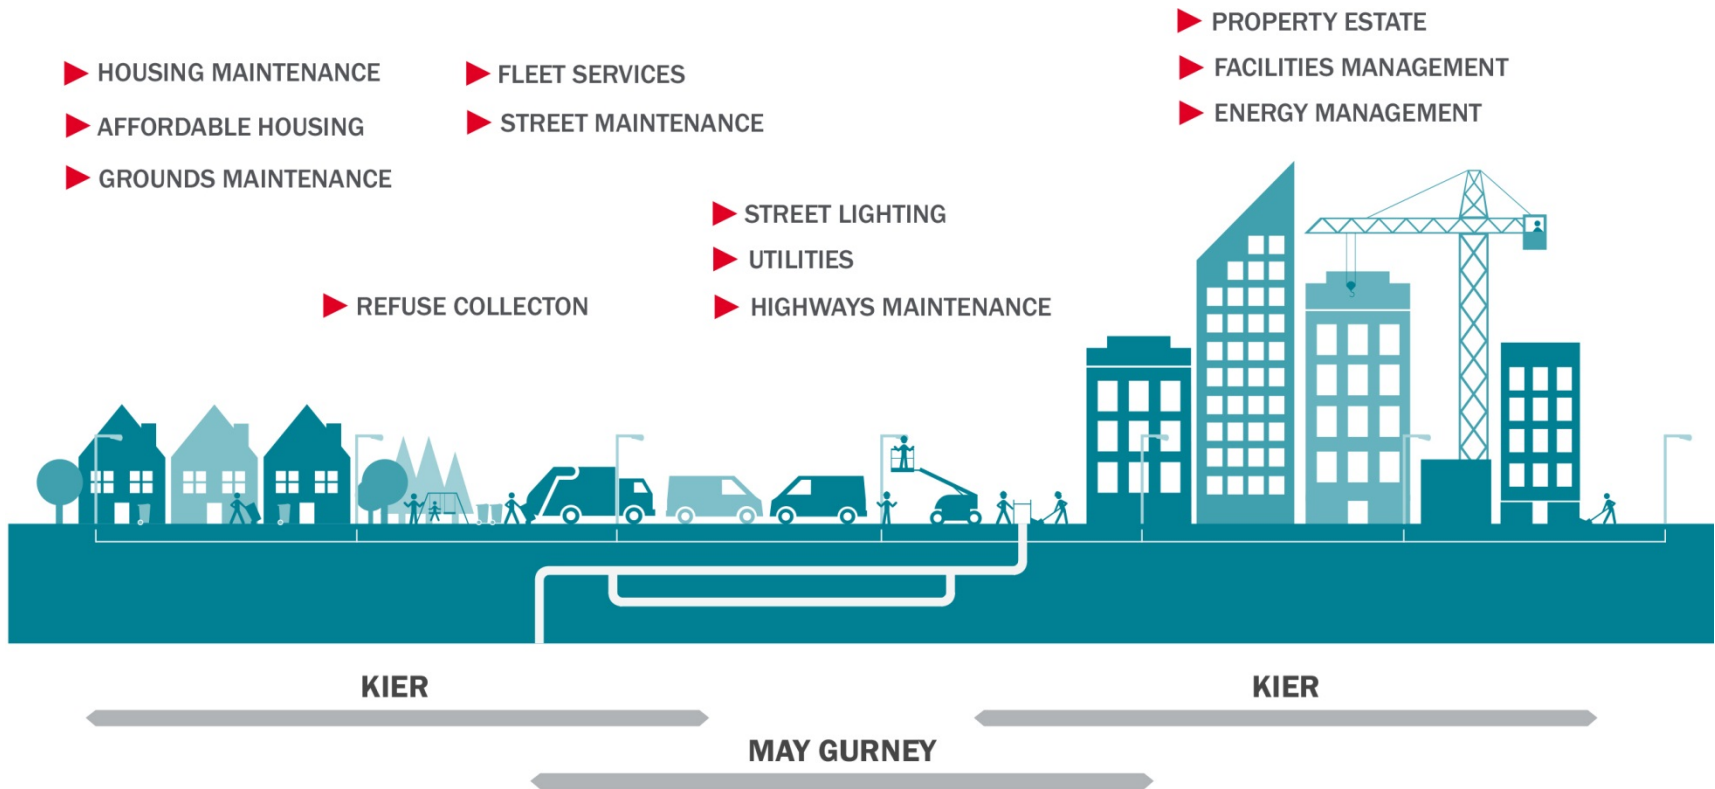 HOUSING MAINTENANCE
AFFORDABLE HOUSING
GROUNDS MAINTENANCE
FLEET SERVICES
STREET MAINTENANCE
REFUSE COLLECTON
STREET LIGHTING
UTILITIES
HIGHWAYS MAINTENANCE
PROPERTY ESTATE
FACILITIES MANAGEMENT
ENERGY MANAGEMENT
KIER
KIER
MAY GURNEY